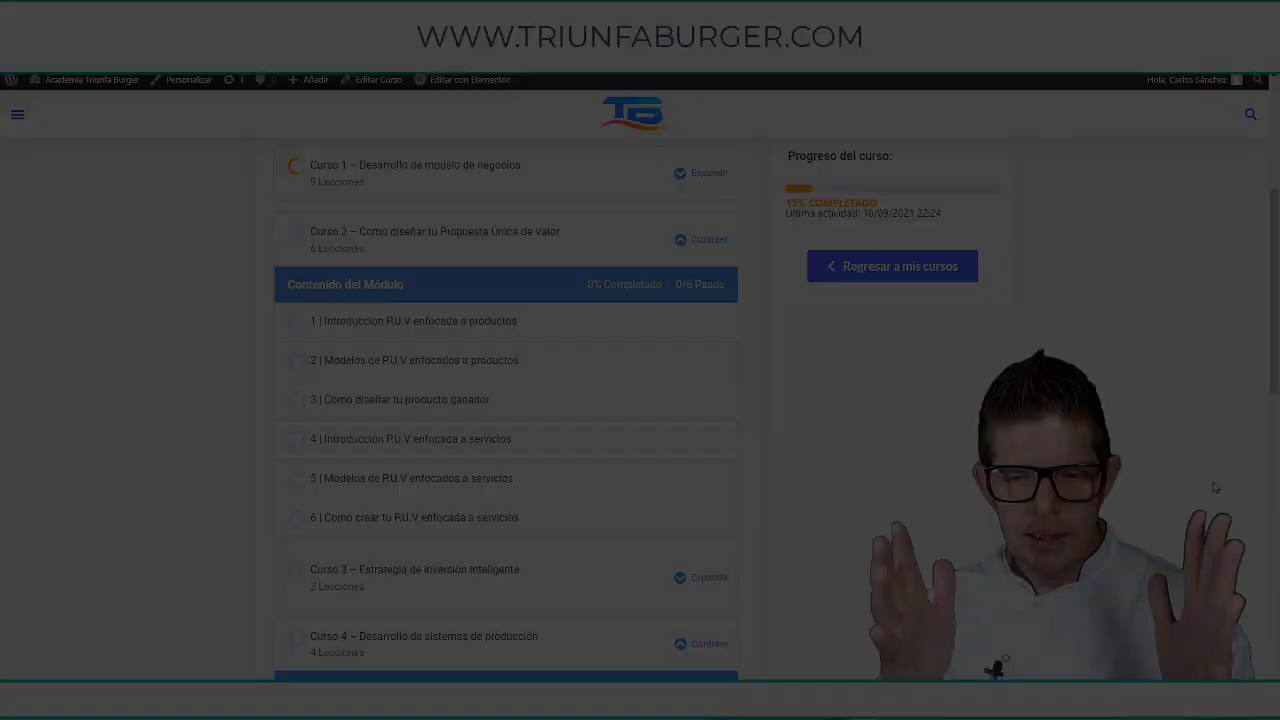 WWW.TRIUNFABURGER.COM
Academia Triunfa Burger Personalizar 1 0 Añadir Editar Curso Editar con Elementor Hola, Carlos Sánchez
TB
Curso 1 – Desarrollo de modelo de negocios
9 Lecciones
Expandir
Curso 2 – Como diseñar tu Propuesta Única de Valor
6 Lecciones
Contraer
Contenido del Módulo 0% Completado 0/6 Pasos
1 | Introducción P.U.V enfocada a productos
2 | Modelos de P.U.V enfocados a productos
3 | Como diseñar tu producto ganador
4 | Introducción P.U.V enfocada a servicios
5 | Modelos de P.U.V enfocados a servicios
6 | Como crear tu P.U.V enfocada a servicios
Curso 3 – Estrategia de inversión inteligente
3 Lecciones
Expandir
Curso 4 – Desarrollo de sistemas de producción
4 Lecciones
Contraer
Progreso del curso:
13% COMPLETADO
Última actividad: 10/09/2021 22:24
Regresar a mis cursos